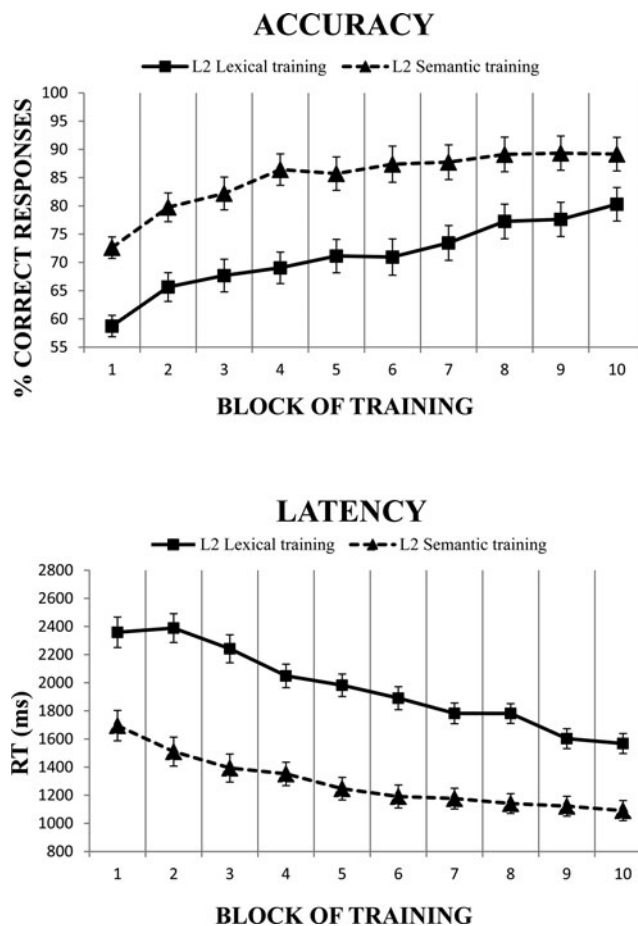 ACCURACY
L2 Lexical training L2 Semantic training
% CORRECT RESPONSES
100
95
90
85
80
75
70
65
60
55
1 2 3 4 5 6 7 8 9 10
BLOCK OF TRAINING
LATENCY
L2 Lexical training L2 Semantic training
RT (ms)
2800
2600
2400
2200
2000
1800
1600
1400
1200
1000
800
1 2 3 4 5 6 7 8 9 10
BLOCK OF TRAINING